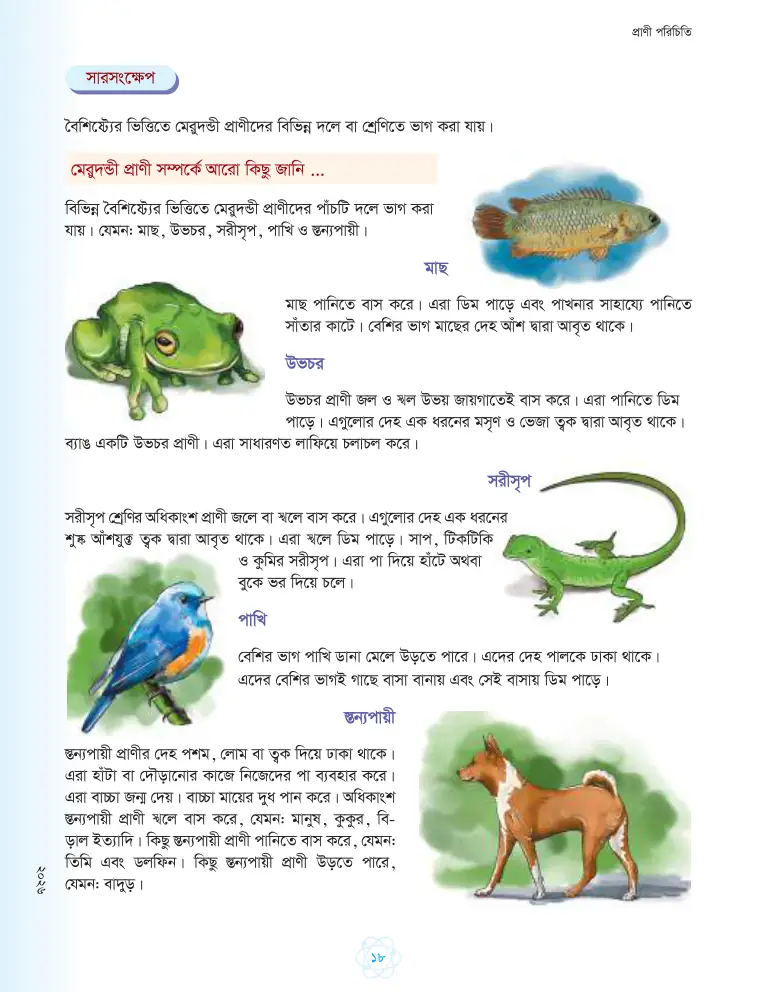 প্রাণী পরিচিতি
সারসংক্ষেপ
বৈশিষ্ট্যের ভিত্তিতে মেরুদন্ডী প্রাণীদের বিভিন্ন দলে বা শ্রেণিতে ভাগ করা যায়।
মেরুদন্ডী প্রাণী সম্পর্কে আরো কিছু জানি ...
বিভিন্ন বৈশিষ্ট্যের ভিত্তিতে মেরুদন্ডী প্রাণীদের পাঁচটি দলে ভাগ করা
যায়। যেমন: মাছ, উভচর, সরীসৃপ, পাখি ও স্তন্যপায়ী।
মাছ
মাছ পানিতে বাস করে। এরা ডিম পাড়ে এবং পাখনার সাহায্যে পানিতে
সাঁতার কাটে। বেশির ভাগ মাছের দেহ আঁশ দ্বারা আবৃত থাকে।
উভচর
উভচর প্রাণী জল ও স্থল উভয় জায়গাতেই বাস করে। এরা পানিতে ডিম
পাড়ে। এগুলোর দেহ এক ধরনের মসৃণ ও ভেজা ত্বক দ্বারা আবৃত থাকে।
ব্যাঙ একটি উভচর প্রাণী। এরা সাধারণত লাফিয়ে চলাচল করে।
সরীসৃপ
সরীসৃপ শ্রেণির অধিকাংশ প্রাণী জলে বা স্থলে বাস করে। এগুলোর দেহ এক ধরনের
শুষ্ক আঁশযুক্ত ত্বক দ্বারা আবৃত থাকে। এরা স্থলে ডিম পাড়ে। সাপ, টিকটিকি
ও কুমির সরীসৃপ। এরা পা দিয়ে হাঁটে অথবা
বুকে ভর দিয়ে চলে।
পাখি
বেশির ভাগ পাখি ডানা মেলে উড়তে পারে। এদের দেহ পালকে ঢাকা থাকে।
এদের বেশির ভাগই গাছে বাসা বানায় এবং সেই বাসায় ডিম পাড়ে।
স্তন্যপায়ী
স্তন্যপায়ী প্রাণীর দেহ পশম, লোম বা ত্বক দিয়ে ঢাকা থাকে।
এরা হাঁটা বা দৌড়ানোর কাজে নিজেদের পা ব্যবহার করে।
এরা বাচ্চা জন্ম দেয়। বাচ্চা মায়ের দুধ পান করে। অধিকাংশ
স্তন্যপায়ী প্রাণী স্থলে বাস করে, যেমন: মানুষ, কুকুর, বি-
ড়াল ইত্যাদি। কিছু স্তন্যপায়ী প্রাণী পানিতে বাস করে, যেমন:
তিমি এবং ডলফিন। কিছু স্তন্যপায়ী প্রাণী উড়তে পারে,
যেমন: বাদুড়।
২০২৬
১৮